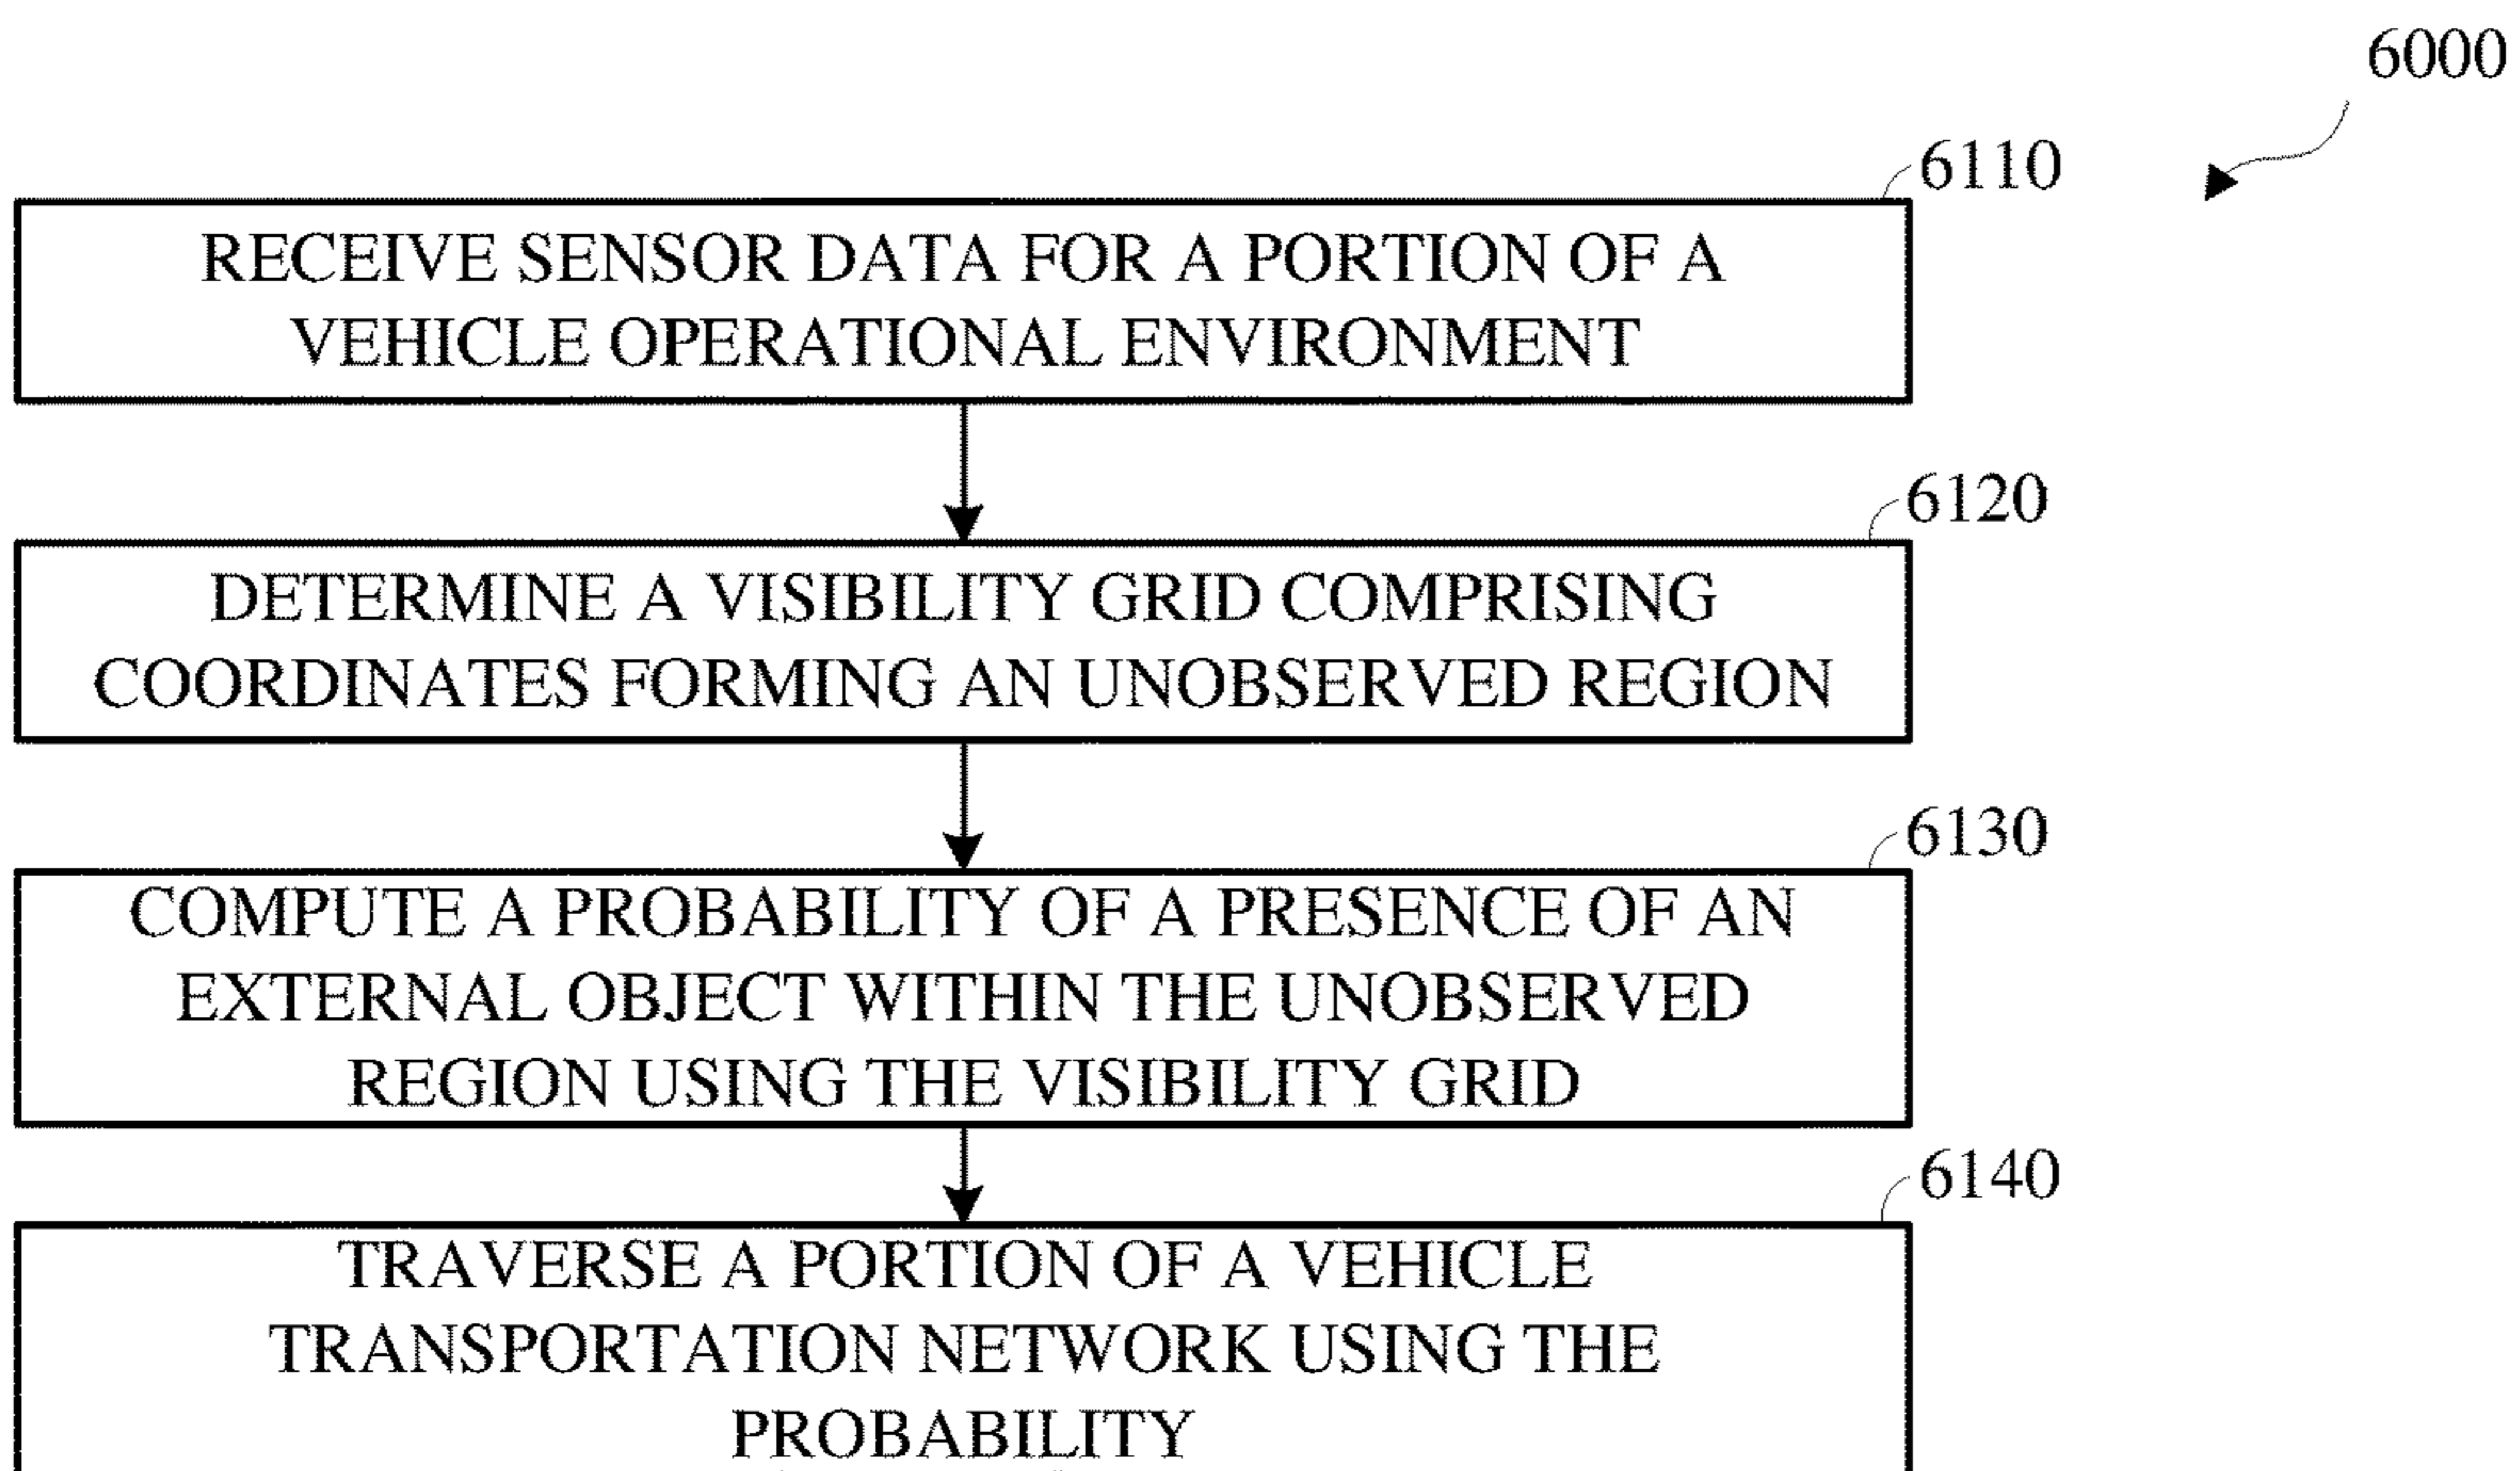 6000
6110
RECEIVE SENSOR DATA FOR A PORTION OF A
VEHICLE OPERATIONAL ENVIRONMENT
6120
DETERMINE A VISIBILITY GRID COMPRISING
COORDINATES FORMING AN UNOBSERVED REGION
6130
COMPUTE A PROBABILITY OF A PRESENCE OF AN
EXTERNAL OBJECT WITHIN THE UNOBSERVED
REGION USING THE VISIBILITY GRID
6140
TRAVERSE A PORTION OF A VEHICLE
TRANSPORTATION NETWORK USING THE
PROBABILITY